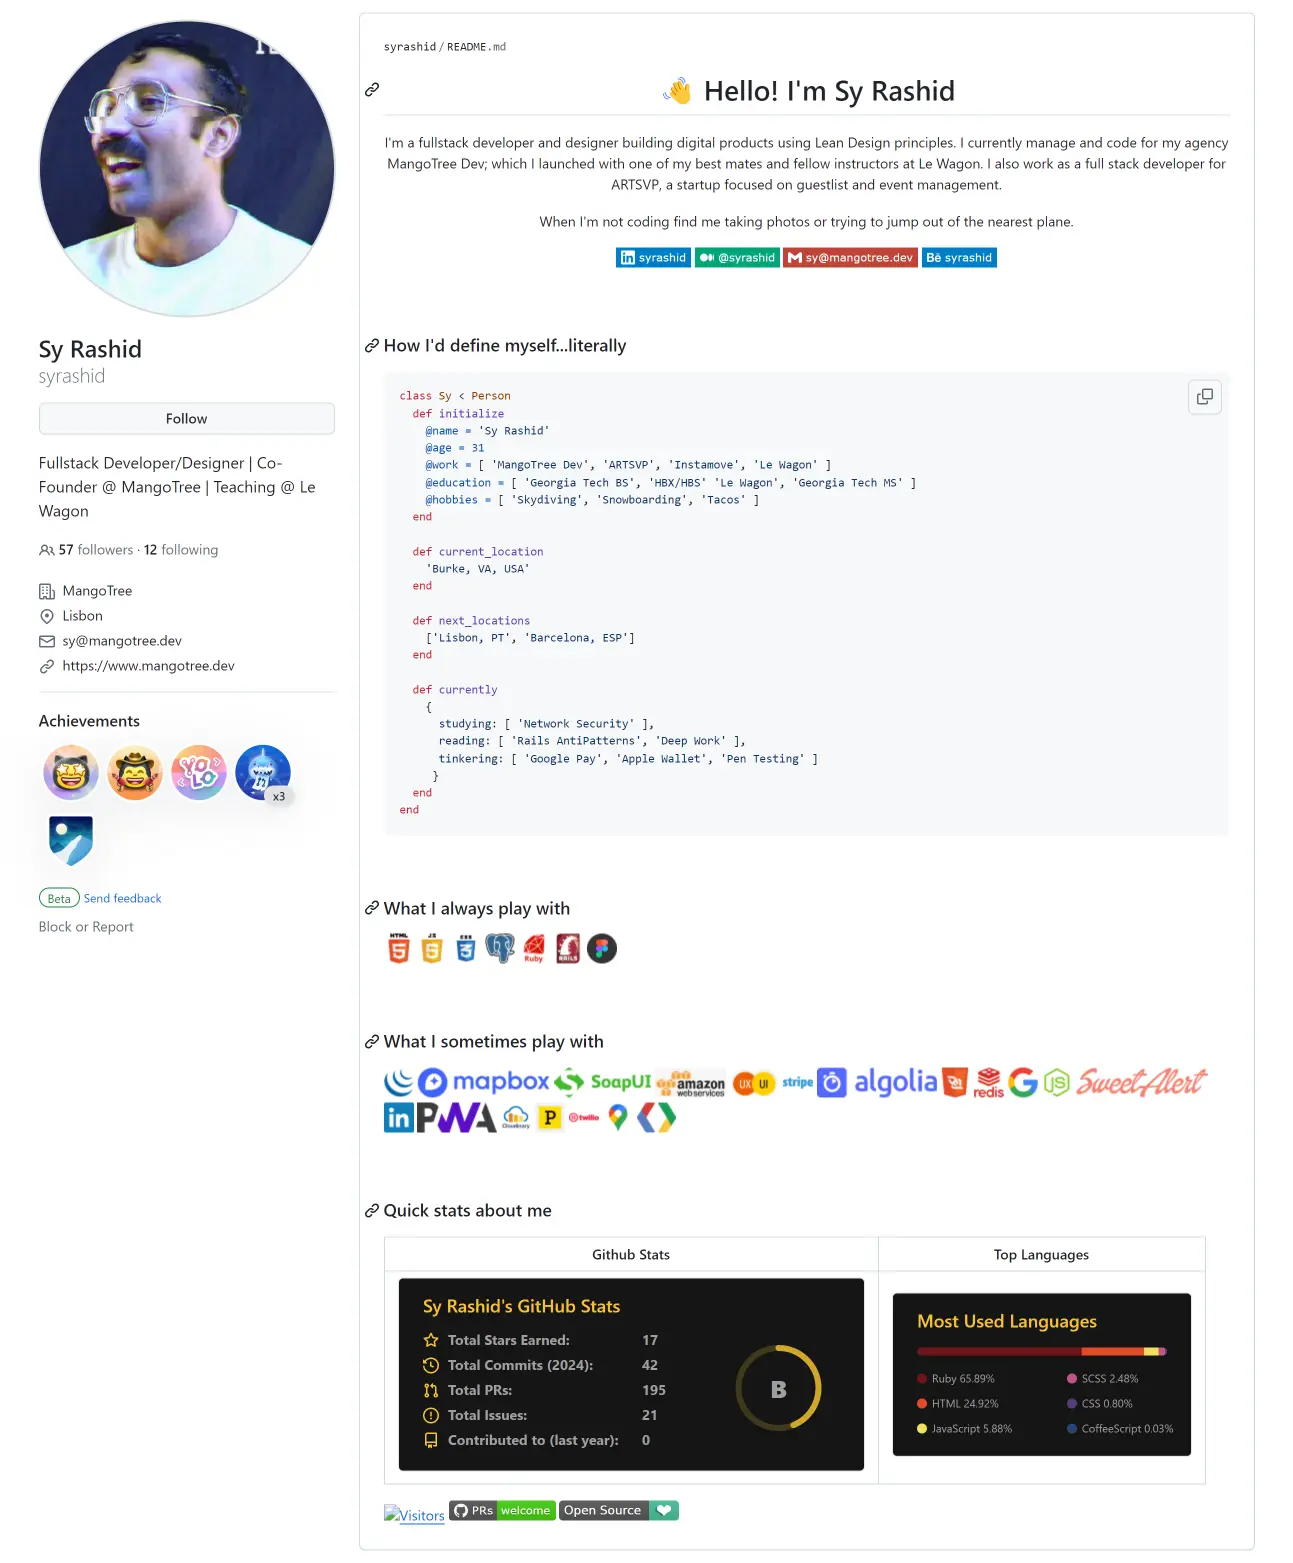 Sy Rashid
syrashid
Follow
Fullstack Developer/Designer | Co-
Founder @ MangoTree | Teaching @ Le
Wagon
57 followers · 12 following
MangoTree
Lisbon
sy@mangotree.dev
https://www.mangotree.dev
Achievements
YOLO
x3
Beta Send feedback
Block or Report
syrashid / README.md
Hello! I'm Sy Rashid
I'm a fullstack developer and designer building digital products using Lean Design principles. I currently manage and code for my agency
MangoTree Dev; which I launched with one of my best mates and fellow instructors at Le Wagon. I also work as a full stack developer for
ARTSVP, a startup focused on guestlist and event management.
When I'm not coding find me taking photos or trying to jump out of the nearest plane.
in syrashid @syrashid M sy@mangotree.dev Bē syrashid
How I'd define myself...literally
class Sy < Person
def initialize
@name = 'Sy Rashid'
@age = 31
@work = [ 'MangoTree Dev', 'ARTSVP', 'Instamove', 'Le Wagon' ]
@education = [ 'Georgia Tech BS', 'HBX/HBS' 'Le Wagon', 'Georgia Tech MS' ]
@hobbies = [ 'Skydiving', 'Snowboarding', 'Tacos' ]
end
def current_location
'Burke, VA, USA'
end
def next_locations
['Lisbon, PT', 'Barcelona, ESP']
end
def currently
{
studying: [ 'Network Security' ],
reading: [ 'Rails AntiPatterns', 'Deep Work' ],
tinkering: [ 'Google Pay', 'Apple Wallet', 'Pen Testing' ]
}
end
end
What I always play with
HTML 5 JS 5 CSS 3 Ruby RAILS
What I sometimes play with
mapbox SoapUI amazon web services UX UI stripe algolia redis G JS SweetAlert
in PWA Cloudinary P twilio
Quick stats about me
Github Stats
Top Languages
Sy Rashid's GitHub Stats
Total Stars Earned: 17
Total Commits (2024): 42
Total PRs: 195
Total Issues: 21
Contributed to (last year): 0
B
Most Used Languages
Ruby 65.89%
SCSS 2.48%
HTML 24.92%
CSS 0.80%
JavaScript 5.88%
CoffeeScript 0.03%
Visitors PRs welcome Open Source